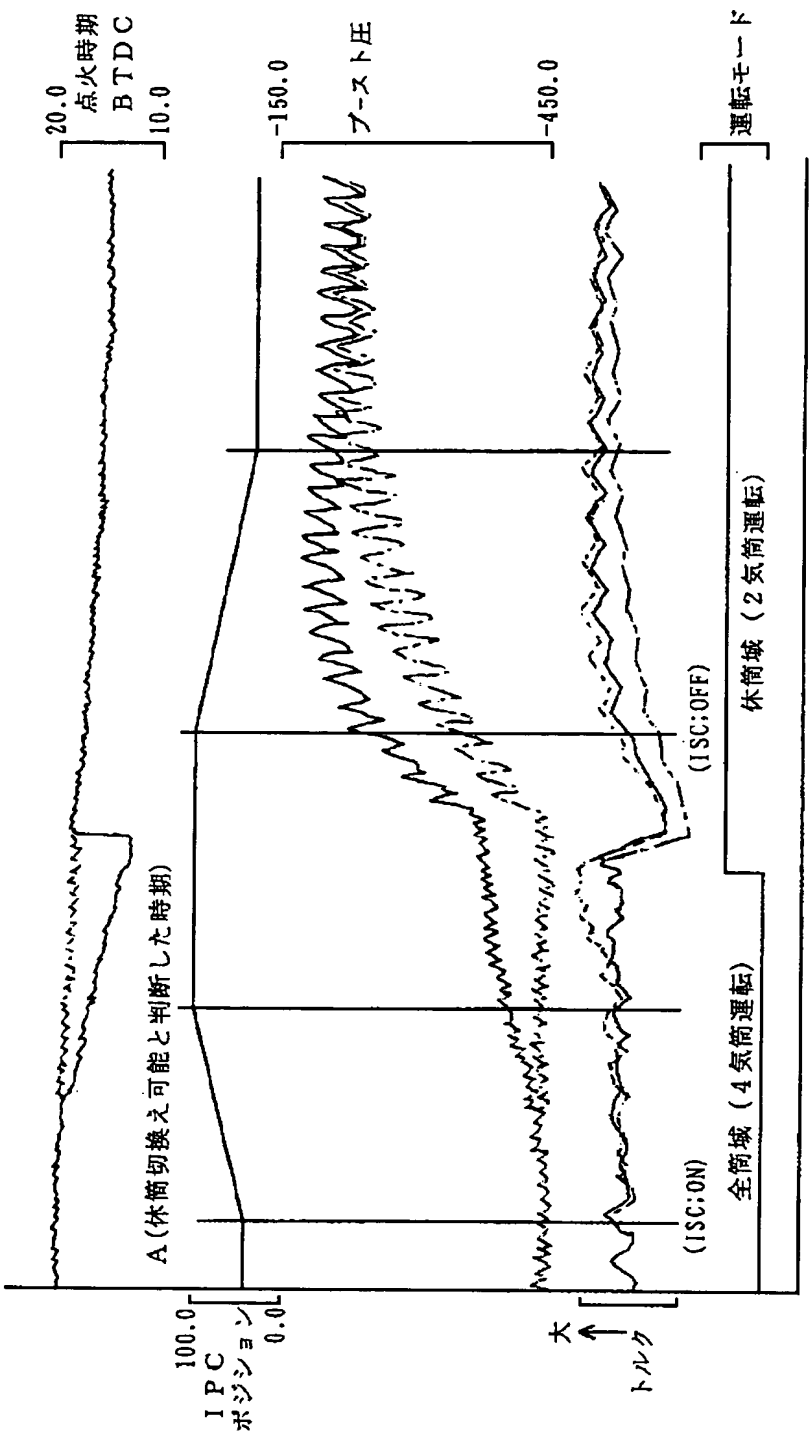 20.0
点火時期
BTDC
10.0
A(休筒切換え可能と判断した時期)
100.0
IPC
ポジション
0.0
-150.0
ブースト圧
-450.0
大
トルク
(ISC;ON)
(ISC;OFF)
全筒域(4気筒運転)
休筒域(2気筒運転)
運転モード